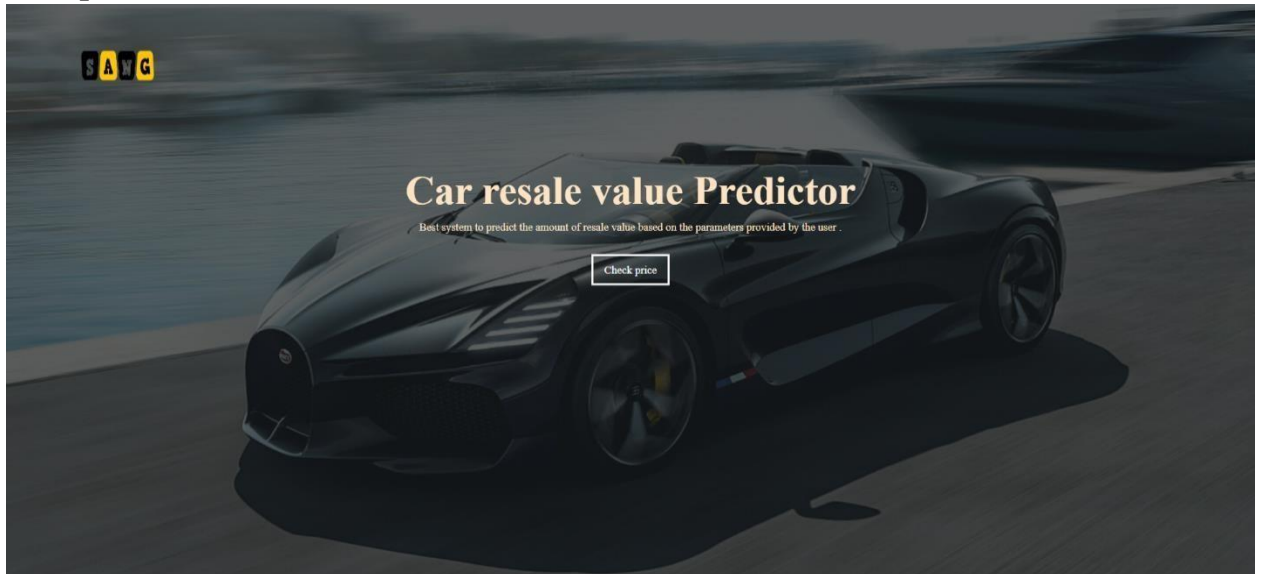 SANG
Car resale value Predictor
Best system to predict the amount of resale value based on the parameters provided by the user .
Check price